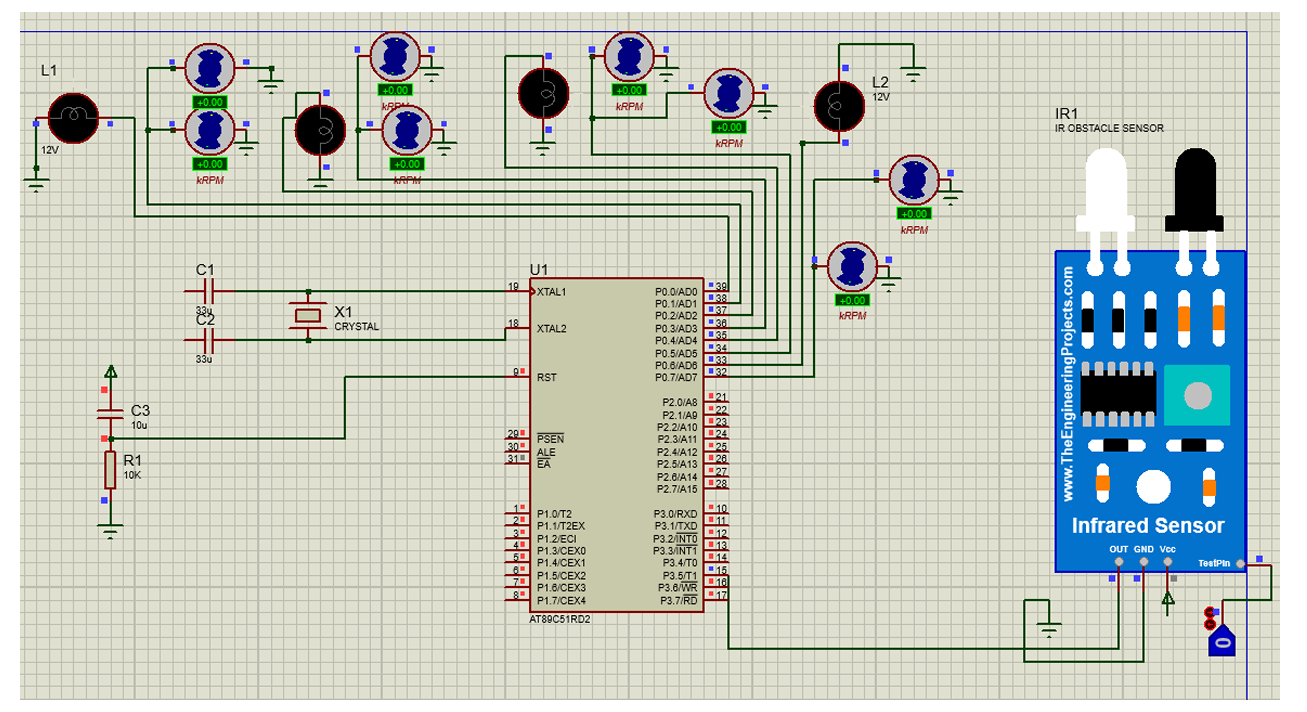 L1
12V
+0.00
+0.00
kRPM
+0.00
kRPM
+0.00
kRPM
+0.00
kRPM
+0.00
kRPM
L2
12V
+0.00
kRPM
+0.00
kRPM
IR1
IR OBSTACLE SENSOR
C1
33u
C2
33u
X1
CRYSTAL
C3
10u
R1
10K
U1
19 XTAL1
18 XTAL2
9 RST
29 PSEN
30 ALE
31 EA
1 P1.0/T2
2 P1.1/T2EX
3 P1.2/ECI
4 P1.3/CEX0
5 P1.4/CEX1
6 P1.5/CEX2
7 P1.6/CEX3
8 P1.7/CEX4
P0.0/AD0 39
P0.1/AD1 38
P0.2/AD2 37
P0.3/AD3 36
P0.4/AD4 35
P0.5/AD5 34
P0.6/AD6 33
P0.7/AD7 32
P2.0/A8 21
P2.1/A9 22
P2.2/A10 23
P2.3/A11 24
P2.4/A12 25
P2.5/A13 26
P2.6/A14 27
P2.7/A15 28
P3.0/RXD 10
P3.1/TXD 11
P3.2/INT0 12
P3.3/INT1 13
P3.4/T0 14
P3.5/T1 15
P3.6/WR 16
P3.7/RD 17
AT89C51RD2
www.TheEngineeringProjects.com
Infrared Sensor
OUT GND Vcc
TestPin
0